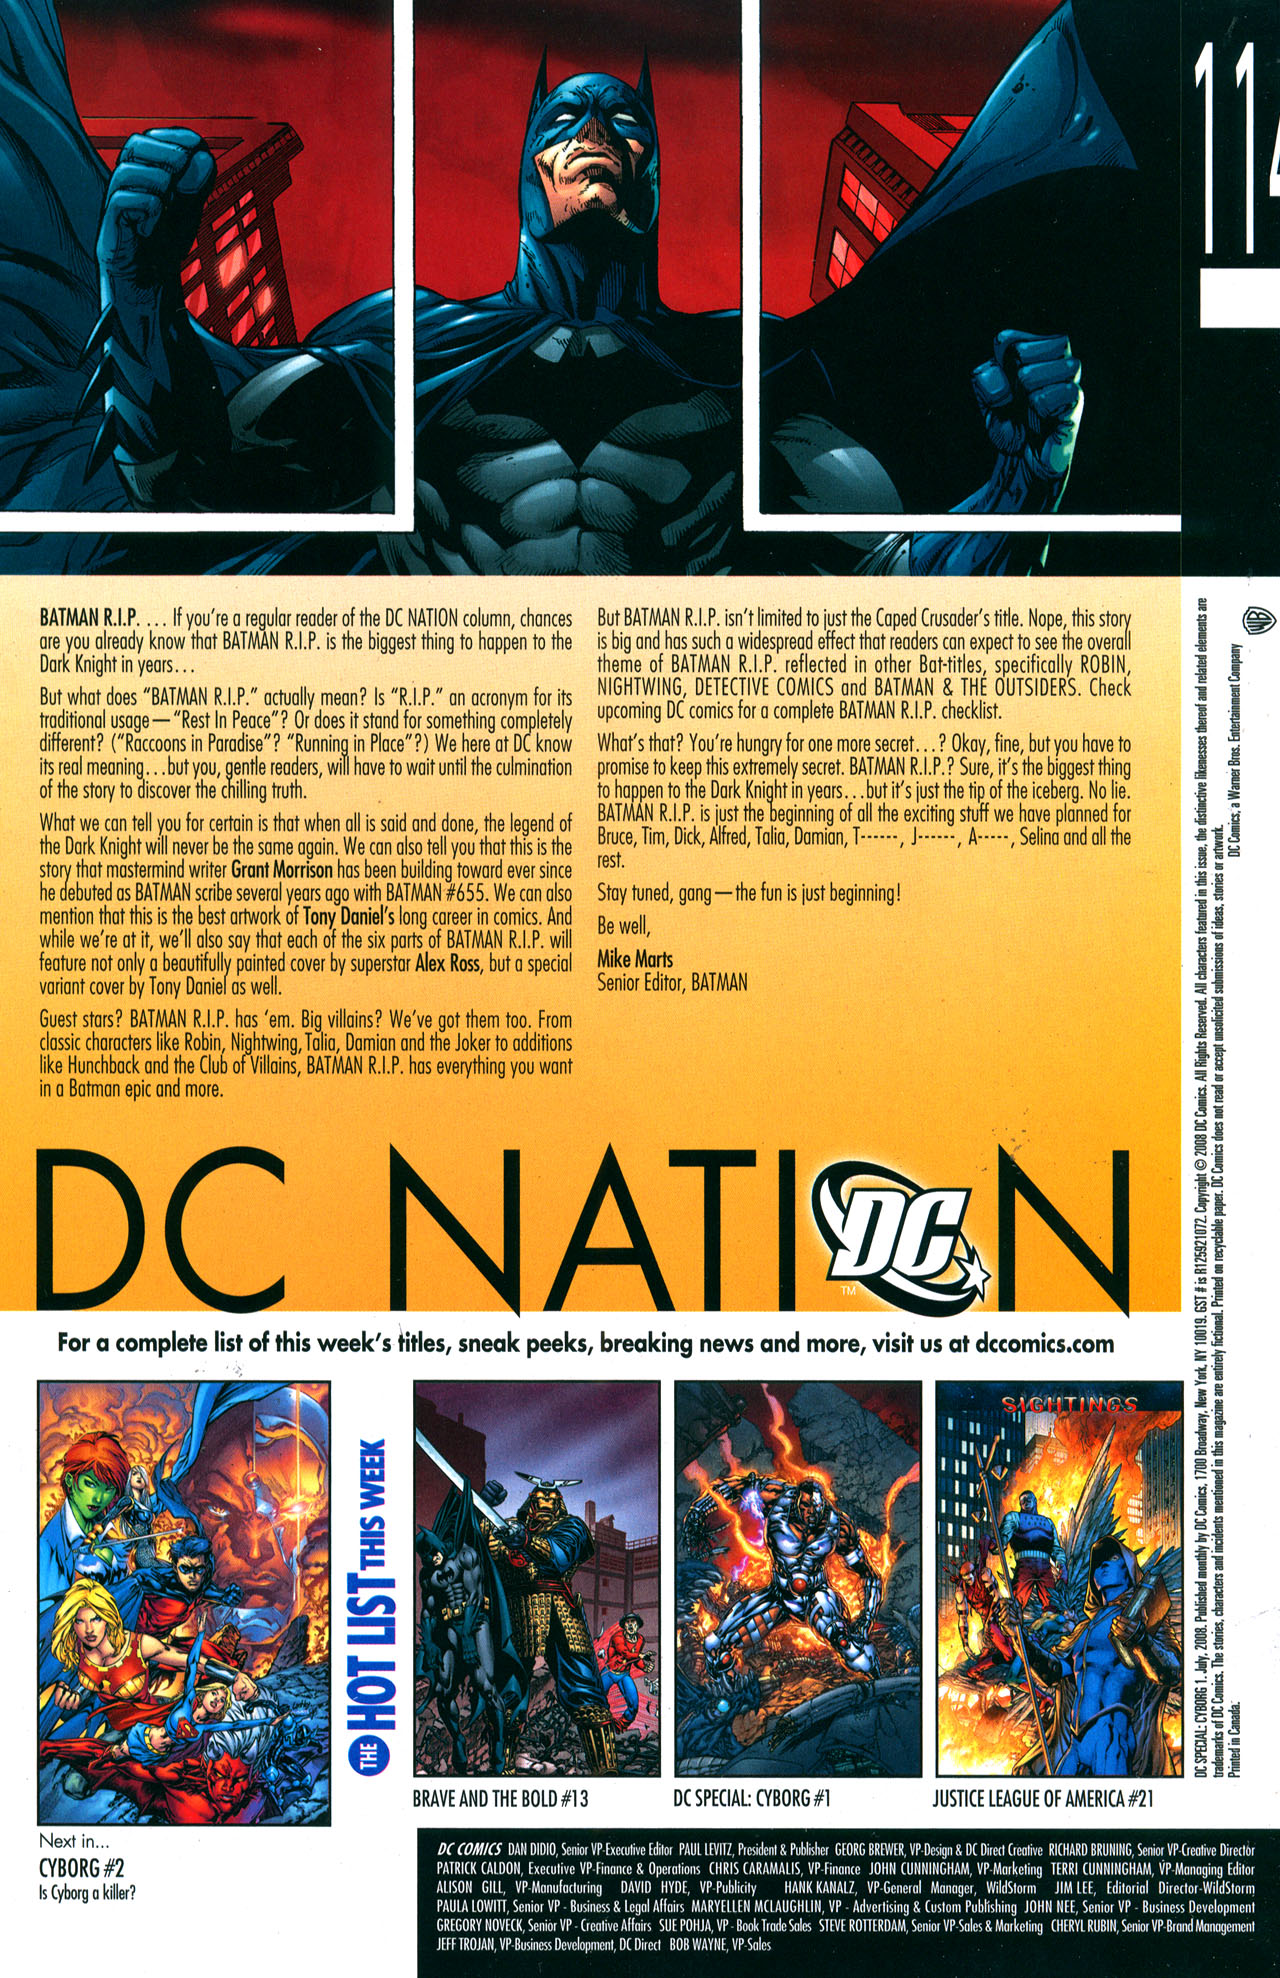 114
BATMAN R.I.P. ... If you're a regular reader of the DC NATION column, chances
are you already know that BATMAN R.I.P. is the biggest thing to happen to the
Dark Knight in years...
But what does “BATMAN R.I.P.” actually mean? Is “R.I.P.” an acronym for its
traditional usage—“Rest In Peace”? Or does it stand for something completely
different? (“Raccoons in Paradise”? “Running in Place”?) We here at DC know
its real meaning...but you, gentle readers, will have to wait until the culmination
of the story to discover the chilling truth.
What we can tell you for certain is that when all is said and done, the legend of
the Dark Knight will never be the same again. We can also tell you that this is the
story that mastermind writer Grant Morrison has been building toward ever since
he debuted as BATMAN scribe several years ago with BATMAN #655. We can also
mention that this is the best artwork of Tony Daniel's long career in comics. And
while we're at it, we'll also say that each of the six parts of BATMAN R.I.P. will
feature not only a beautifully painted cover by superstar Alex Ross, but a special
variant cover by Tony Daniel as well.
Guest stars? BATMAN R.I.P. has 'em. Big villains? We've got them too. From
classic characters like Robin, Nightwing, Talia, Damian and the Joker to additions
like Hunchback and the Club of Villains, BATMAN R.I.P. has everything you want
in a Batman epic and more.
But BATMAN R.I.P. isn't limited to just the Caped Crusader's title. Nope, this story
is big and has such a widespread effect that readers can expect to see the overall
theme of BATMAN R.I.P. reflected in other Bat-titles, specifically ROBIN,
NIGHTWING, DETECTIVE COMICS and BATMAN & THE OUTSIDERS. Check
upcoming DC comics for a complete BATMAN R.I.P. checklist.
What's that? You're hungry for one more secret...? Okay, fine, but you have to
promise to keep this extremely secret. BATMAN R.I.P.? Sure, it's the biggest thing
to happen to the Dark Knight in years...but it's just the tip of the iceberg. No lie.
BATMAN R.I.P. is just the beginning of all the exciting stuff we have planned for
Bruce, Tim, Dick, Alfred, Talia, Damian, T------, J------, A-----, Selina and all the
rest.
Stay tuned, gang—the fun is just beginning!
Be well,
Mike Marts
Senior Editor, BATMAN
DC NATION
DC
TM
For a complete list of this week's titles, sneak peeks, breaking news and more, visit us at dccomics.com
THE HOT LIST THIS WEEK
SIGHTINGS
BRAVE AND THE BOLD #13
DC SPECIAL: CYBORG #1
JUSTICE LEAGUE OF AMERICA #21
Next in...
CYBORG #2
Is Cyborg a killer?
DC COMICS DAN DIDIO, Senior VP-Executive Editor PAUL LEVITZ, President & Publisher GEORG BREWER, VP-Design & DC Direct Creative RICHARD BRUNING, Senior VP-Creative Director
PATRICK CALDON, Executive VP-Finance & Operations CHRIS CARAMALIS, VP-Finance JOHN CUNNINGHAM, VP-Marketing TERRI CUNNINGHAM, VP-Managing Editor
ALISON GILL, VP-Manufacturing DAVID HYDE, VP-Publicity HANK KANALZ, VP-General Manager, WildStorm JIM LEE, Editorial Director-WildStorm
PAULA LOWITT, Senior VP - Business & Legal Affairs MARYELLEN MCLAUGHLIN, VP - Advertising & Custom Publishing JOHN NEE, Senior VP - Business Development
GREGORY NOVECK, Senior VP - Creative Affairs SUE POHJA, VP - Book Trade Sales STEVE ROTTERDAM, Senior VP-Sales & Marketing CHERYL RUBIN, Senior VP-Brand Management
JEFF TROJAN, VP-Business Development, DC Direct BOB WAYNE, VP-Sales
DC SPECIAL: CYBORG 1. July, 2008. Published monthly by DC Comics, 1700 Broadway, New York, NY 10019. GST # is R125921072. Copyright © 2008 DC Comics. All Rights Reserved. All characters featured in this issue, the distinctive likenesses thereof and related elements are
trademarks of DC Comics. The stories, characters and incidents mentioned in this magazine are entirely fictional. Printed on recyclable paper. DC Comics does not read or accept unsolicited submissions of ideas, stories or artwork.
Printed in Canada.
DC Comics, a Warner Bros. Entertainment Company
WB